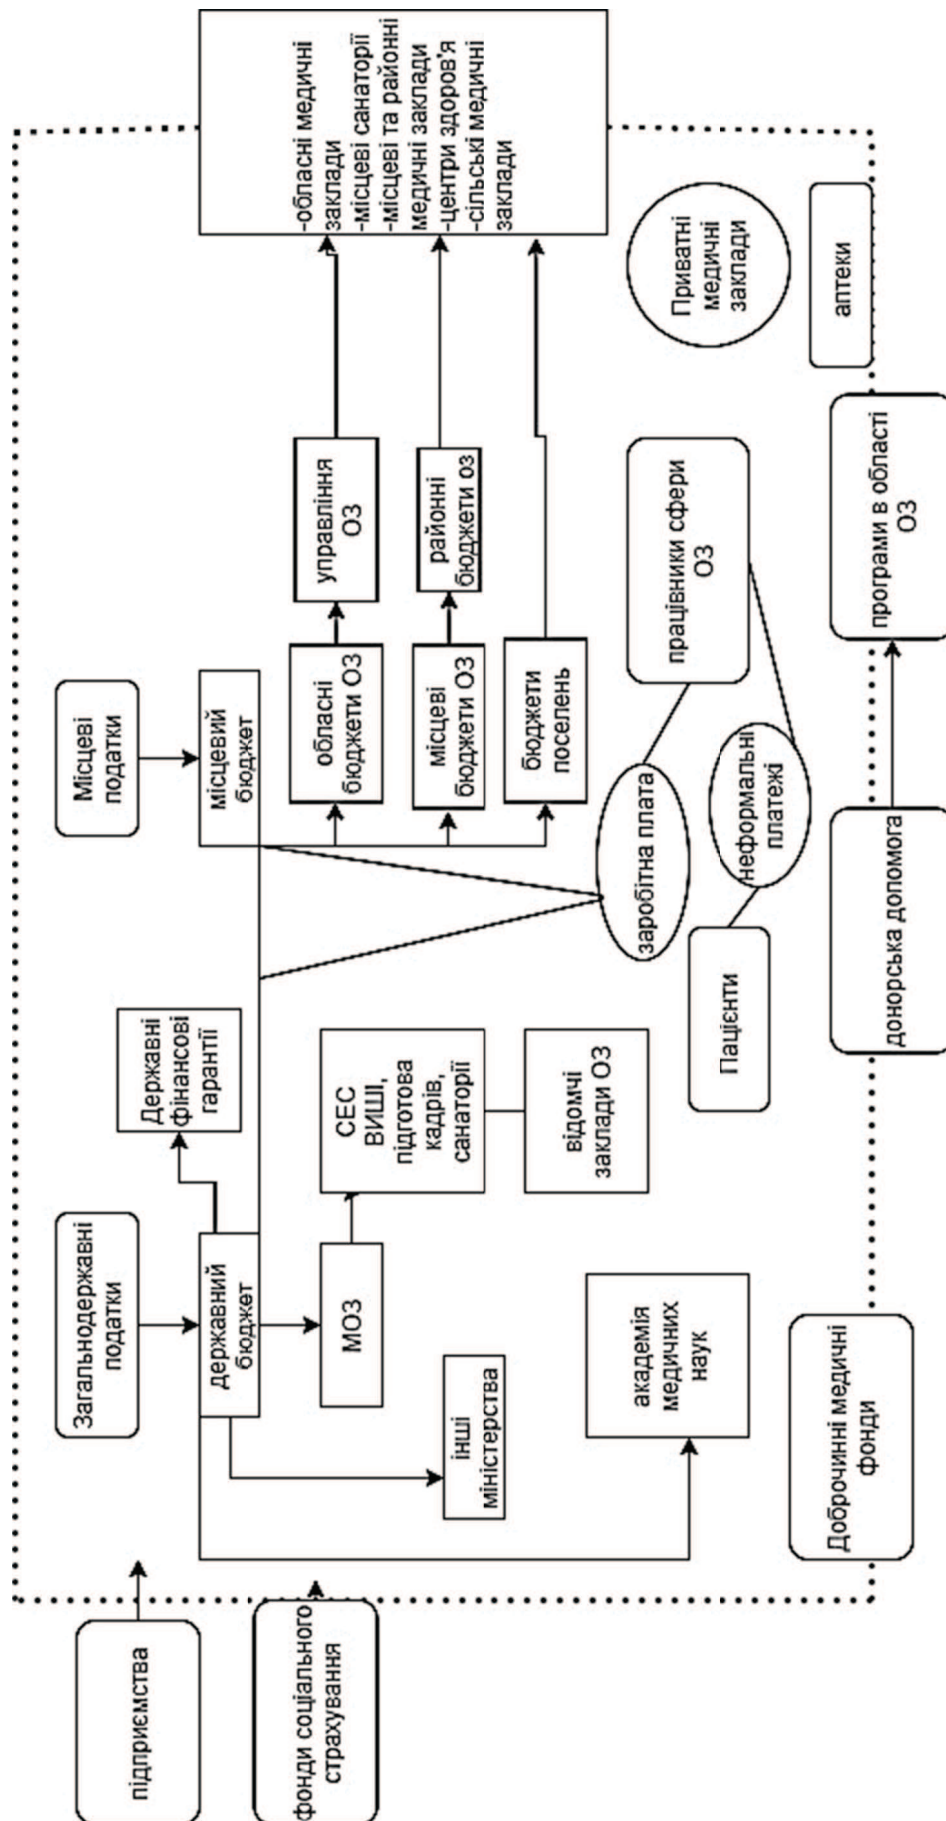 підприємства
фонди соціального
страхування
Загальнодержавні
податки
державний
бюджет
Державні
фінансові
гарантії
інші
міністерства
МОЗ
СЕС
ВИШІ,
підготова
кадрів,
санаторії
відомчі
заклади ОЗ
академія
медичних
наук
Місцеві
податки
місцевий
бюджет
обласні
бюджети ОЗ
управління
ОЗ
місцеві
бюджети ОЗ
районні
бюджети оз
бюджети
поселень
-обласні медичні
заклади
-місцеві санаторії
-місцеві та районні
медичні заклади
-центри здоров'я
-сільські медичні
заклади
заробітна плата
працівники сфери
ОЗ
Пацієнти
неформальні
платежі
Приватні
медичні
заклади
аптеки
Доброчинні медичні
фонди
донорська допомога
програми в області
ОЗ